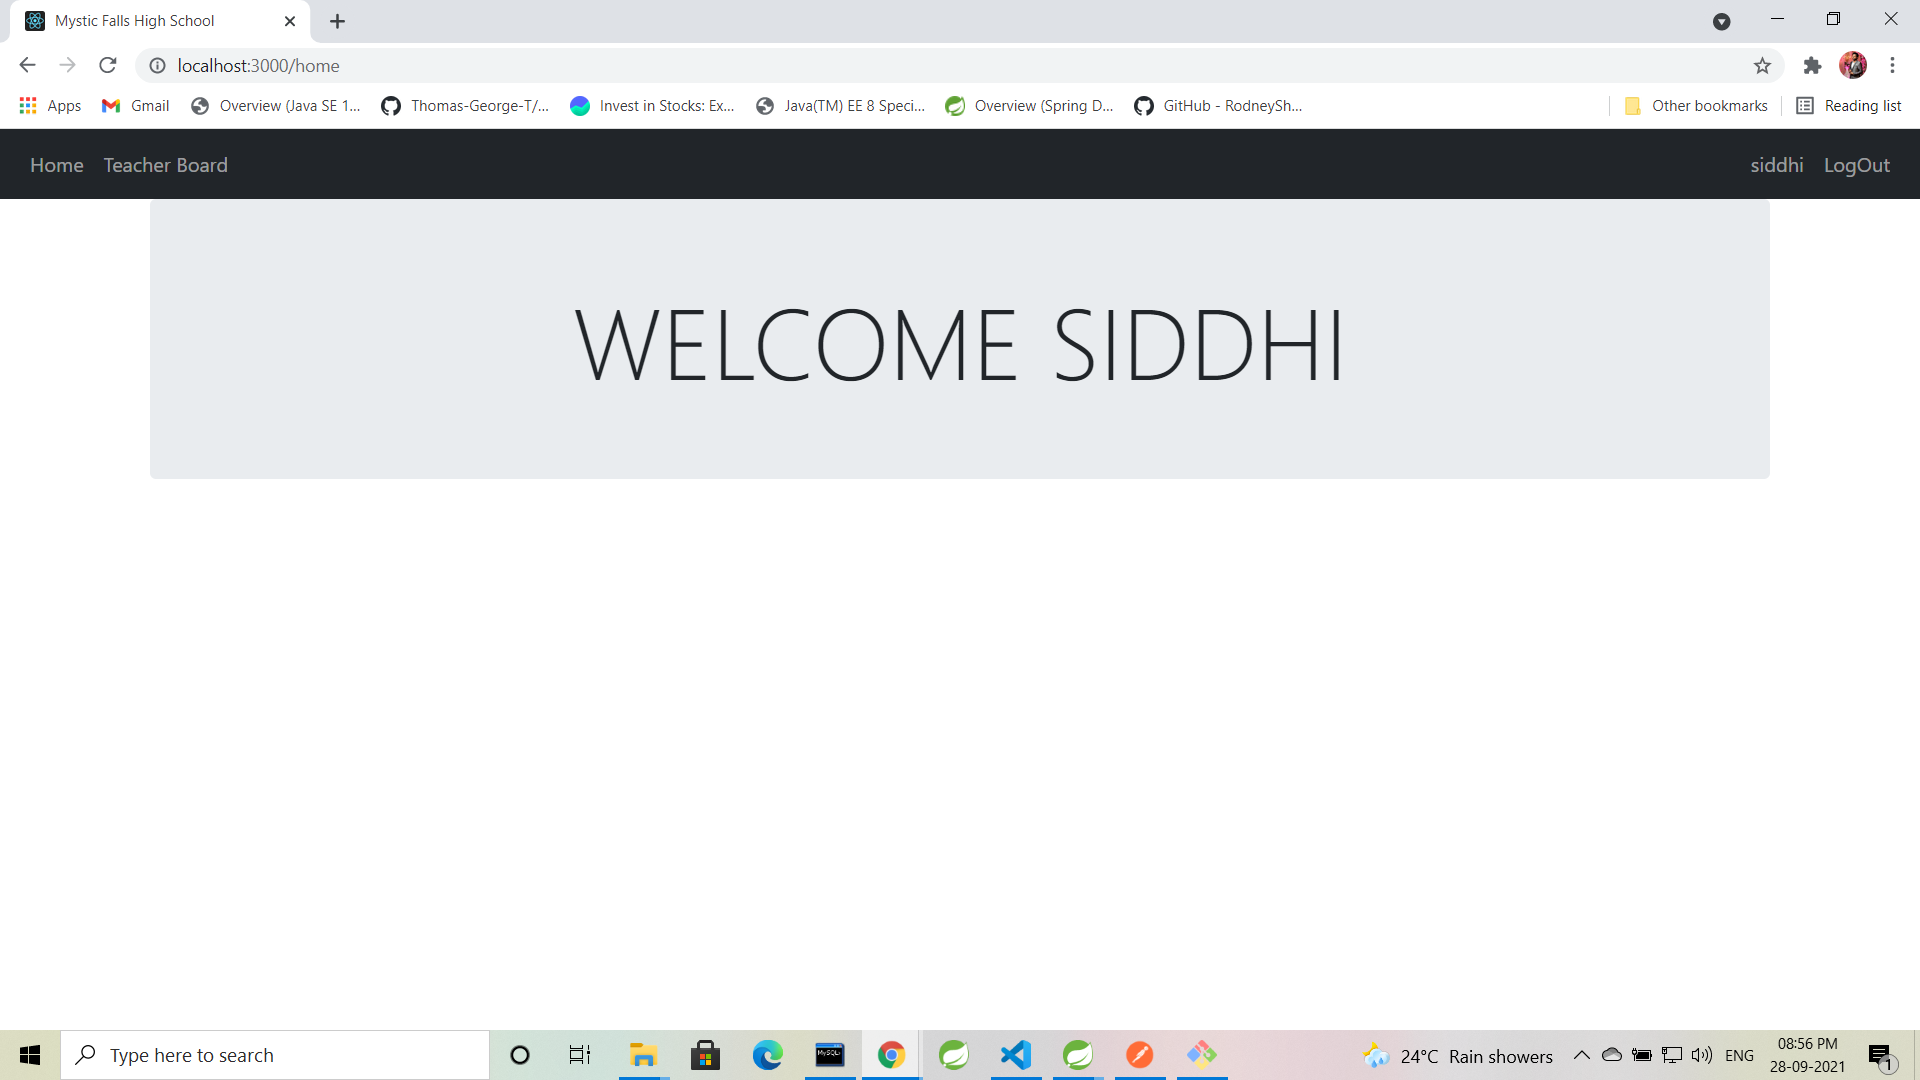 Mystic Falls High School
localhost:3000/home
Apps Gmail Overview (Java SE 1... Thomas-George-T/... Invest in Stocks: Ex... Java(TM) EE 8 Speci... Overview (Spring D... GitHub - RodneySh... Other bookmarks Reading list
Home Teacher Board siddhi LogOut
WELCOME SIDDHI
Type here to search MySQL 24°C Rain showers ENG 08:56 PM
28-09-2021 1